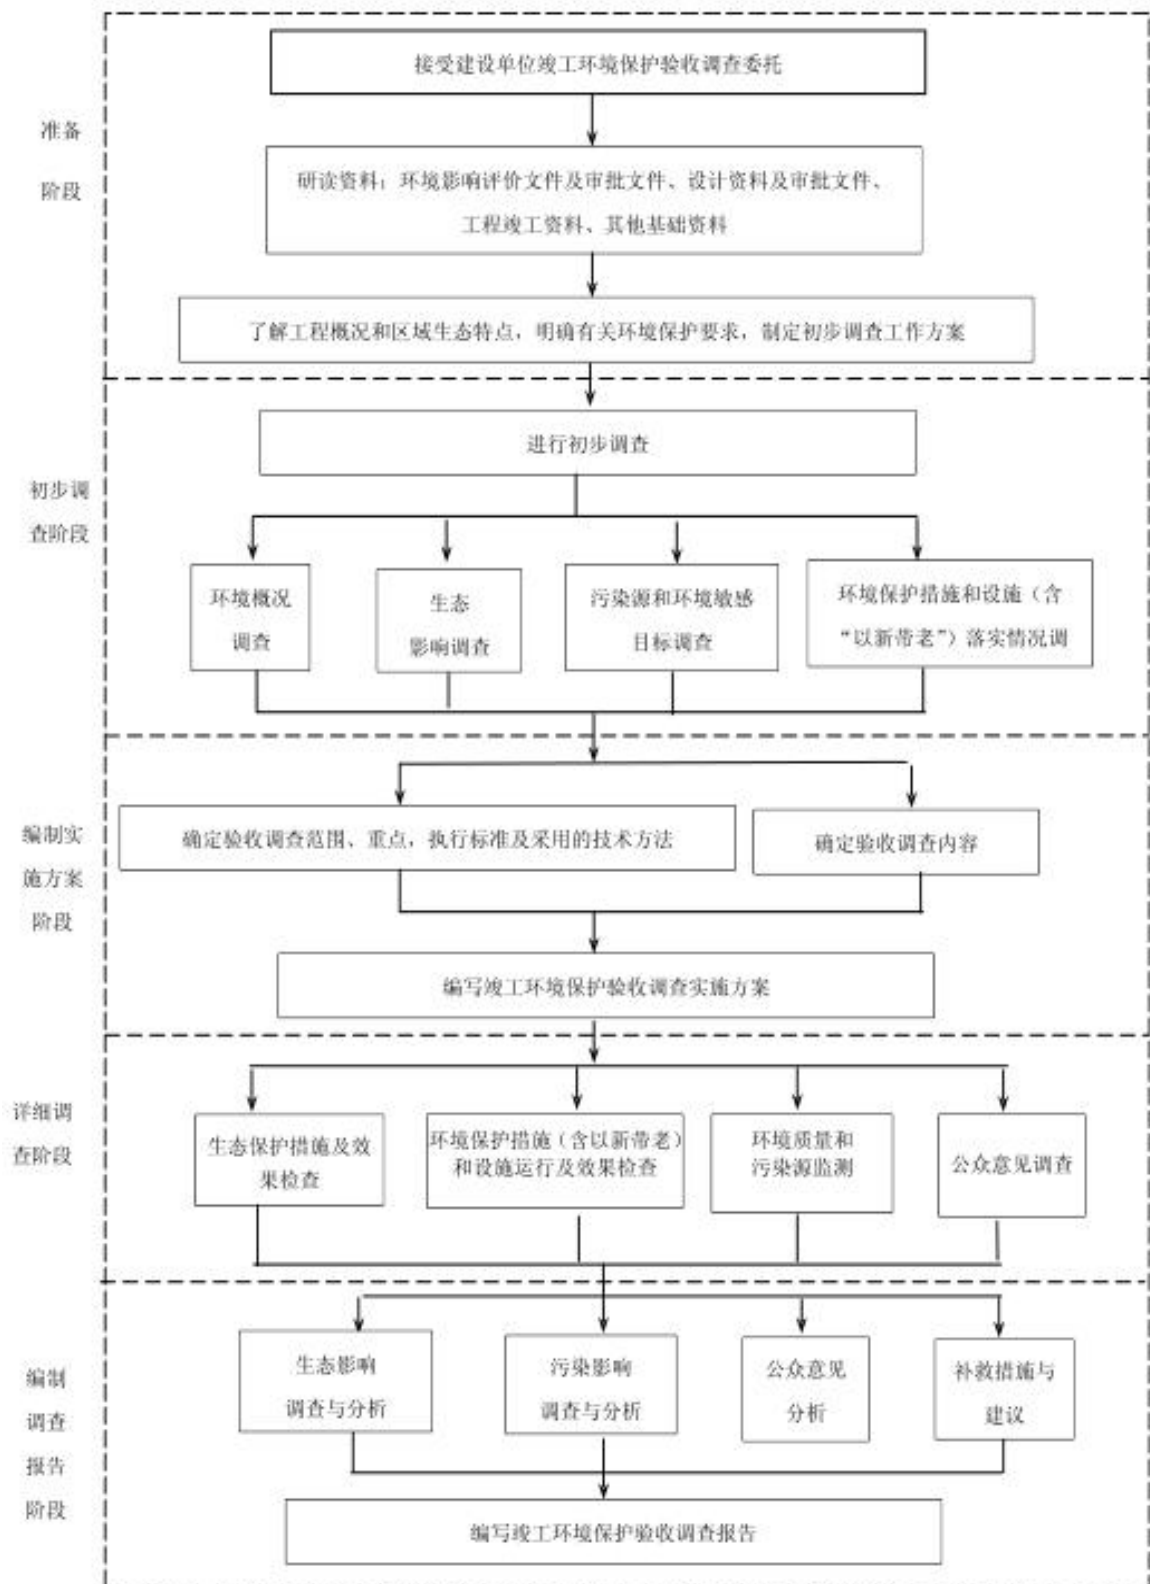 接受建设单位竣工环境保护验收调查委托
准备
阶段
研读资料：环境影响评价文件及审批文件、设计资料及审批文件、
工程竣工资料、其他基础资料
了解工程概况和区域生态特点，明确有关环境保护要求，制定初步调查工作方案
进行初步调查
初步调
查阶段
环境概况
调查
生态
影响调查
污染源和环境敏感
目标调查
环境保护措施和设施（含
“以新带老”）落实情况调
编制实
施方案
阶段
确定验收调查范围、重点，执行标准及采用的技术方法
确定验收调查内容
编写竣工环境保护验收调查实施方案
详细调
查阶段
生态保护措施及效
果检查
环境保护措施（含以新带老）
和设施运行及效果检查
环境质量和
污染源监测
公众意见调查
编制
调查
报告
阶段
生态影响
调查与分析
污染影响
调查与分析
公众意见
分析
补救措施与
建议
编写竣工环境保护验收调查报告